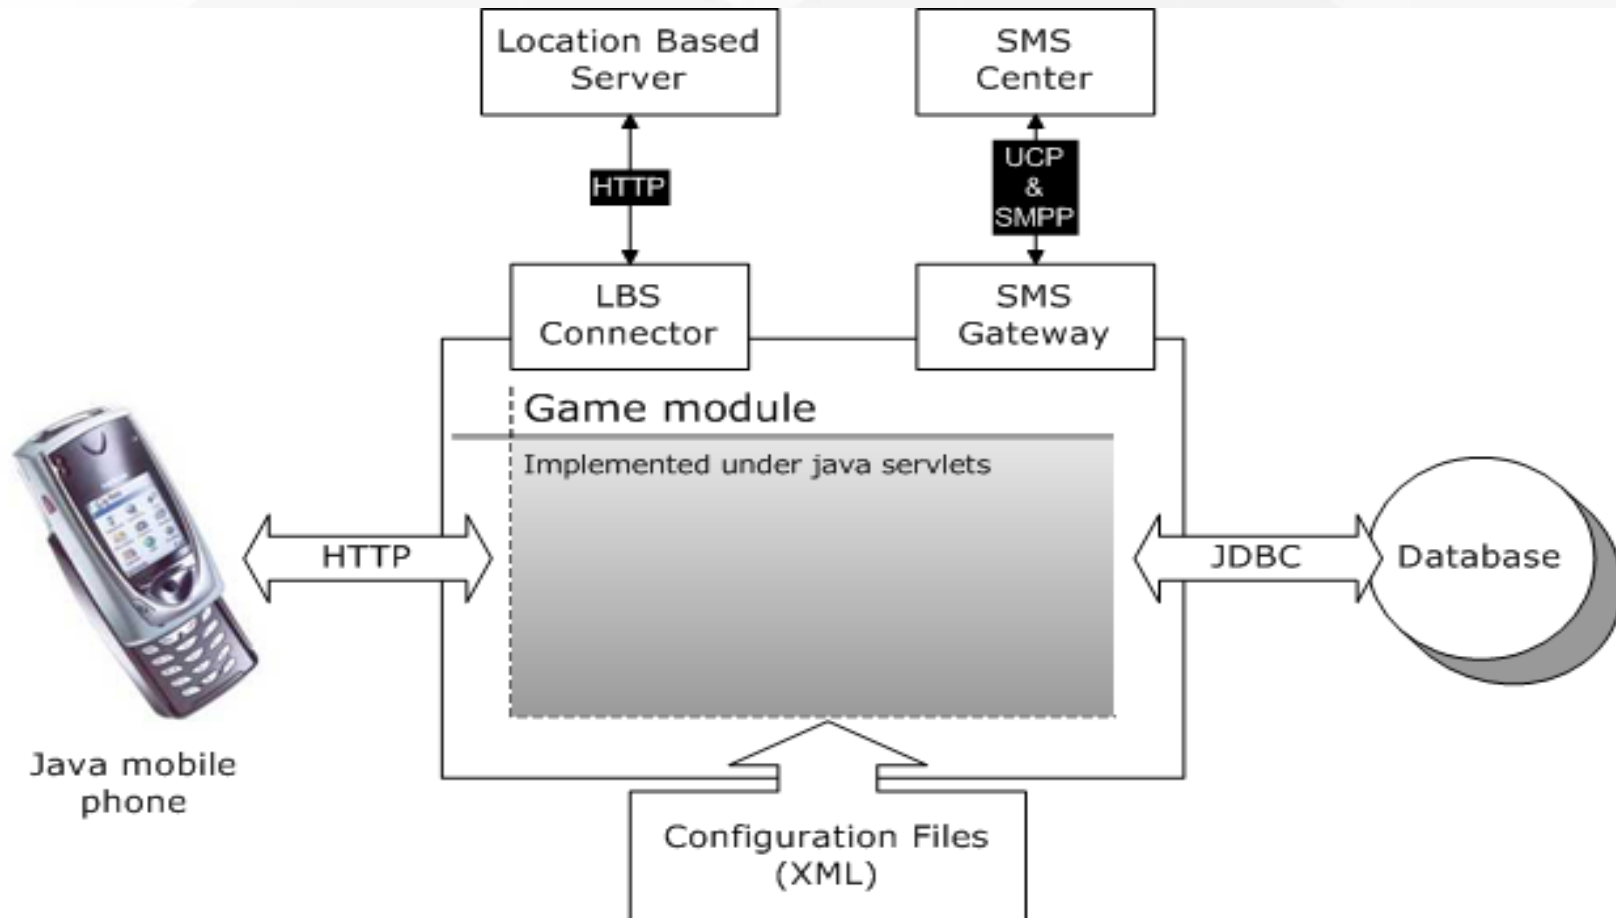 Location Based
Server
SMS
Center
HTTP
UCP
&
SMPP
LBS
Connector
SMS
Gateway
Game module
Implemented under java servlets
HTTP
JDBC
Database
Java mobile
phone
Configuration Files
(XML)